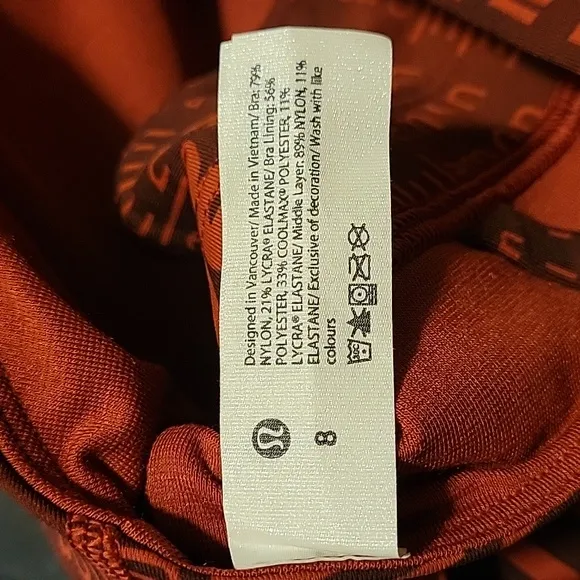 Designed in Vancouver/ Made in Vietnam/ Bra: 79%
NYLON, 21% LYCRA® ELASTANE/ Bra Lining: 56%
POLYESTER, 33% COOLMAX® POLYESTER, 11%
LYCRA® ELASTANE/ Middle Layer: 89% NYLON, 11%
ELASTANE/ Exclusive of decoration/ Wash with like
colours
30C
8